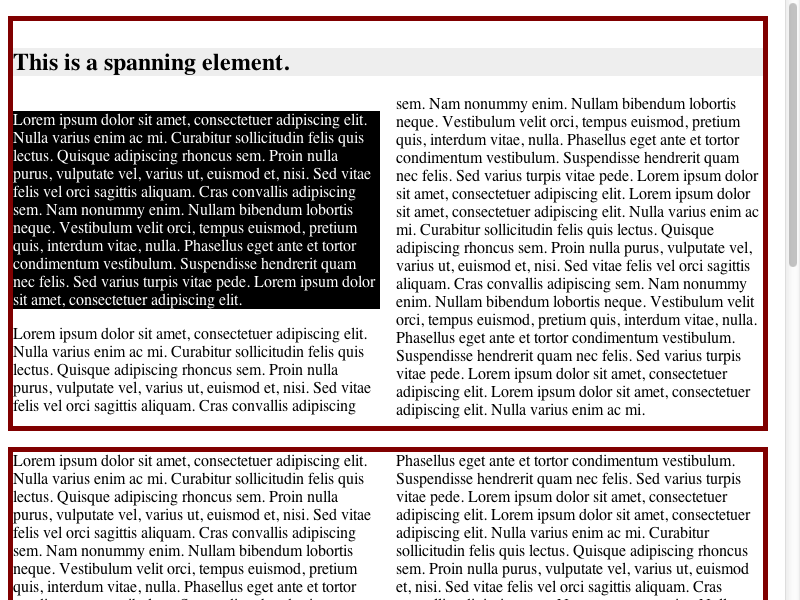 This is a spanning element.
Lorem ipsum dolor sit amet, consectetuer adipiscing elit.
Nulla varius enim ac mi. Curabitur sollicitudin felis quis
lectus. Quisque adipiscing rhoncus sem. Proin nulla
purus, vulputate vel, varius ut, euismod et, nisi. Sed vitae
felis vel orci sagittis aliquam. Cras convallis adipiscing
sem. Nam nonummy enim. Nullam bibendum lobortis
neque. Vestibulum velit orci, tempus euismod, pretium
quis, interdum vitae, nulla. Phasellus eget ante et tortor
condimentum vestibulum. Suspendisse hendrerit quam
nec felis. Sed varius turpis vitae pede. Lorem ipsum dolor
sit amet, consectetuer adipiscing elit.
Lorem ipsum dolor sit amet, consectetuer adipiscing elit.
Nulla varius enim ac mi. Curabitur sollicitudin felis quis
lectus. Quisque adipiscing rhoncus sem. Proin nulla
purus, vulputate vel, varius ut, euismod et, nisi. Sed vitae
felis vel orci sagittis aliquam. Cras convallis adipiscing
sem. Nam nonummy enim. Nullam bibendum lobortis
neque. Vestibulum velit orci, tempus euismod, pretium
quis, interdum vitae, nulla. Phasellus eget ante et tortor
condimentum vestibulum. Suspendisse hendrerit quam
nec felis. Sed varius turpis vitae pede. Lorem ipsum dolor
sit amet, consectetuer adipiscing elit. Lorem ipsum dolor
sit amet, consectetuer adipiscing elit. Nulla varius enim ac
mi. Curabitur sollicitudin felis quis lectus. Quisque
adipiscing rhoncus sem. Proin nulla purus, vulputate vel,
varius ut, euismod et, nisi. Sed vitae felis vel orci sagittis
aliquam. Cras convallis adipiscing sem. Nam nonummy
enim. Nullam bibendum lobortis neque. Vestibulum velit
orci, tempus euismod, pretium quis, interdum vitae, nulla.
Phasellus eget ante et tortor condimentum vestibulum.
Suspendisse hendrerit quam nec felis. Sed varius turpis
vitae pede. Lorem ipsum dolor sit amet, consectetuer
adipiscing elit. Lorem ipsum dolor sit amet, consectetuer
adipiscing elit. Nulla varius enim ac mi.
Lorem ipsum dolor sit amet, consectetuer adipiscing elit.
Nulla varius enim ac mi. Curabitur sollicitudin felis quis
lectus. Quisque adipiscing rhoncus sem. Proin nulla
purus, vulputate vel, varius ut, euismod et, nisi. Sed vitae
felis vel orci sagittis aliquam. Cras convallis adipiscing
sem. Nam nonummy enim. Nullam bibendum lobortis
neque. Vestibulum velit orci, tempus euismod, pretium
quis, interdum vitae, nulla. Phasellus eget ante et tortor
Phasellus eget ante et tortor condimentum vestibulum.
Suspendisse hendrerit quam nec felis. Sed varius turpis
vitae pede. Lorem ipsum dolor sit amet, consectetuer
adipiscing elit. Lorem ipsum dolor sit amet, consectetuer
adipiscing elit. Nulla varius enim ac mi. Curabitur
sollicitudin felis quis lectus. Quisque adipiscing rhoncus
sem. Proin nulla purus, vulputate vel, varius ut, euismod
et, nisi. Sed vitae felis vel orci sagittis aliquam. Cras